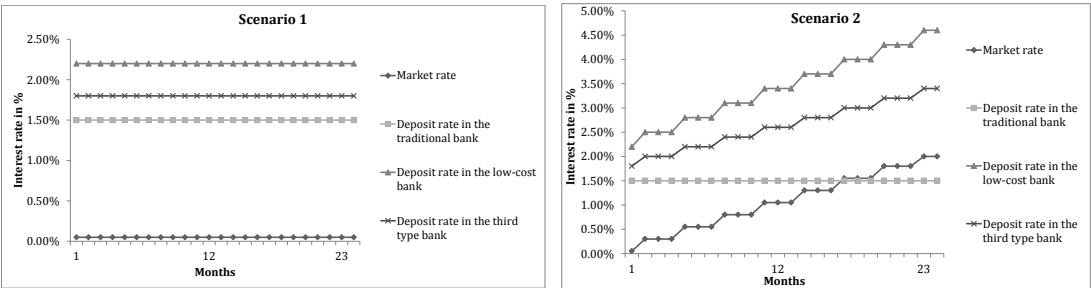 Scenario 1
Interest rate in %
2.50%
2.00%
1.50%
1.00%
0.50%
0.00%
1
12
23
Months
Market rate
Deposit rate in the
traditional bank
Deposit rate in the low-cost
bank
Deposit rate in the third
type bank
Scenario 2
Interest rate in %
5.00%
4.50%
4.00%
3.50%
3.00%
2.50%
2.00%
1.50%
1.00%
0.50%
0.00%
1
12
23
Months
Market rate
Deposit rate in the
traditional bank
Deposit rate in the
low-cost bank
Deposit rate in the
third type bank